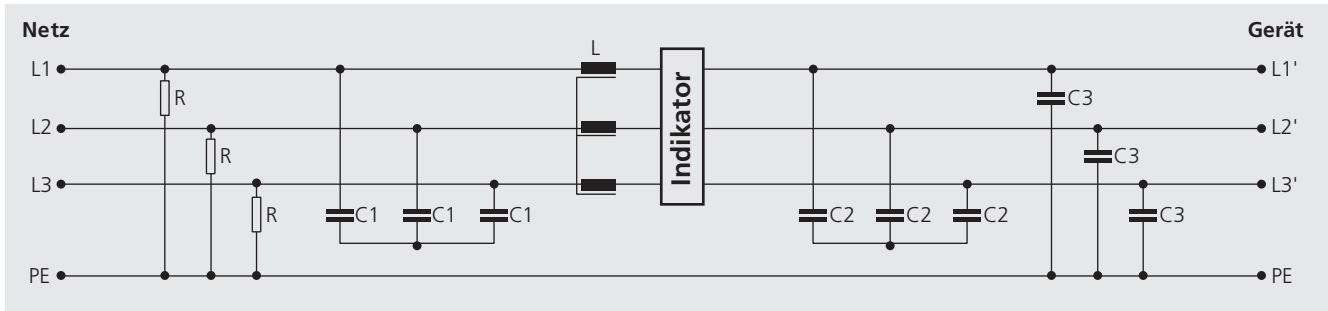 Netz
Gerät
L
L1
L1'
R
C3
L2
L2'
R
C3
Indikator
L3
L3'
R
C1
C1
C1
C2
C2
C2
C3
PE
PE